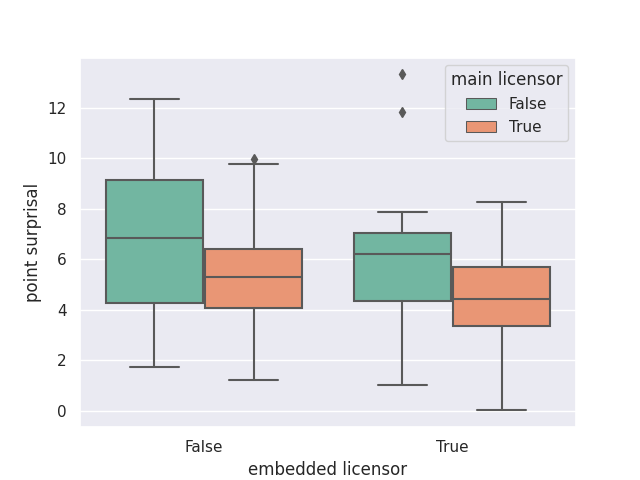 main licensor
False
True
point surprisal
12
10
8
6
4
2
0
False
True
embedded licensor